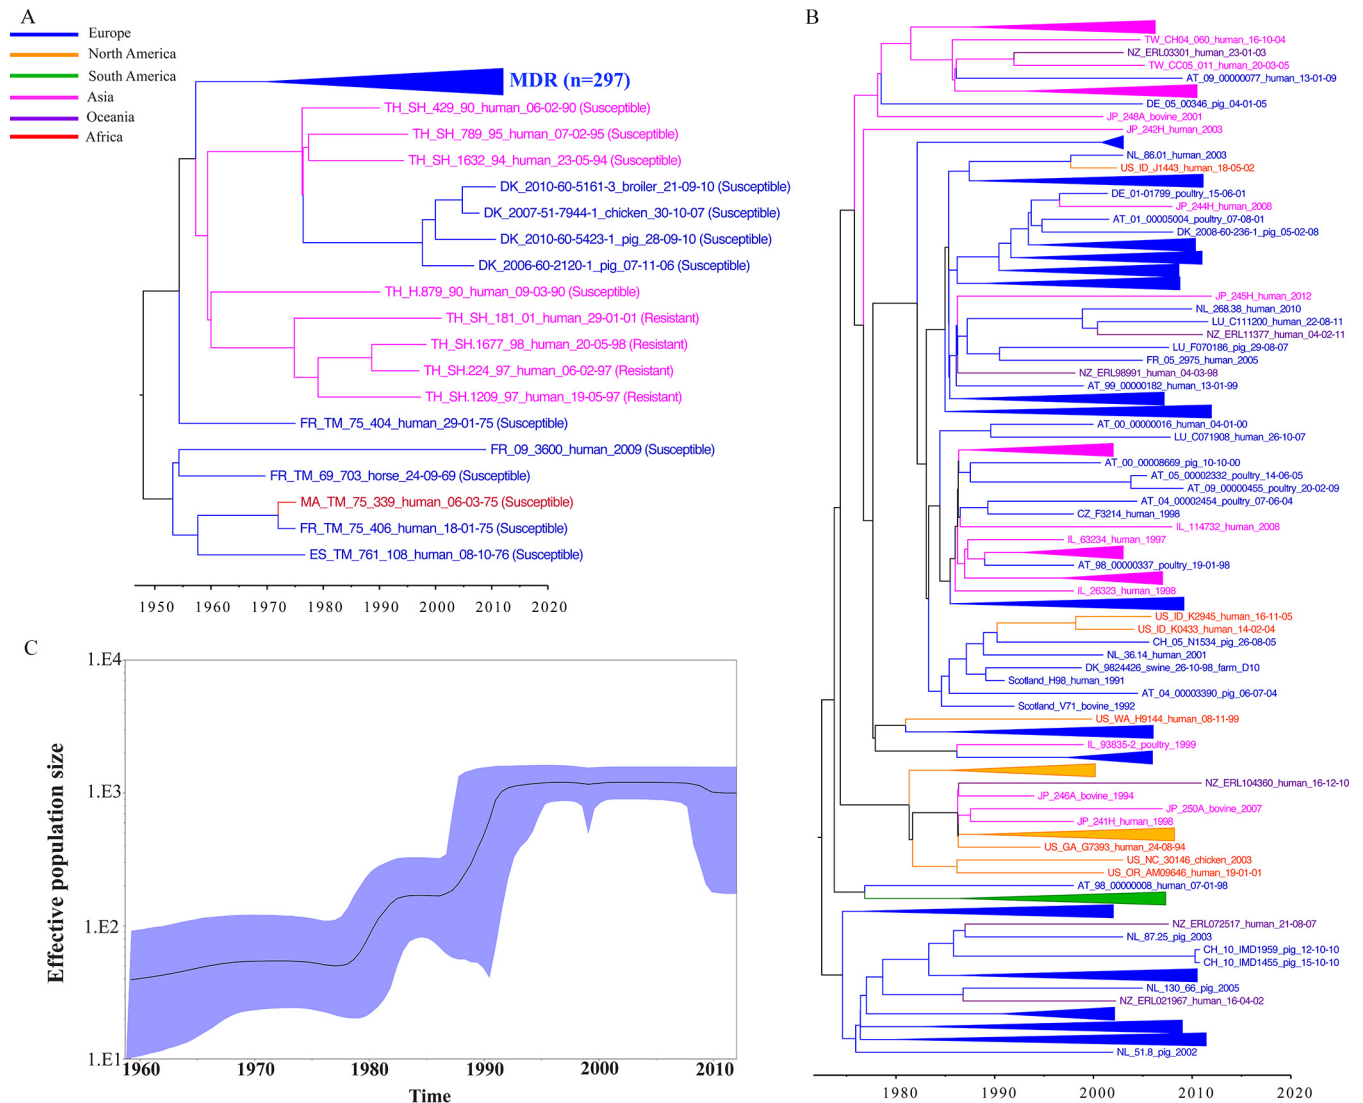 A
Europe
North America
South America
Asia
Oceania
Africa
MDR (n=297)
TH_SH_429_90_human_06-02-90 (Susceptible)
TH_SH_789_95_human_07-02-95 (Susceptible)
TH_SH_1632_94_human_23-05-94 (Susceptible)
DK_2010-60-5161-3_broiler_21-09-10 (Susceptible)
DK_2007-51-7944-1_chicken_30-10-07 (Susceptible)
DK_2010-60-5423-1_pig_28-09-10 (Susceptible)
DK_2006-60-2120-1_pig_07-11-06 (Susceptible)
TH_H.879_90_human_09-03-90 (Susceptible)
TH_SH_181_01_human_29-01-01 (Resistant)
TH_SH.1677_98_human_20-05-98 (Resistant)
TH_SH.224_97_human_06-02-97 (Resistant)
TH_SH.1209_97_human_19-05-97 (Resistant)
FR_TM_75_404_human_29-01-75 (Susceptible)
FR_09_3600_human_2009 (Susceptible)
FR_TM_69_703_horse_24-09-69 (Susceptible)
MA_TM_75_339_human_06-03-75 (Susceptible)
FR_TM_75_406_human_18-01-75 (Susceptible)
ES_TM_761_108_human_08-10-76 (Susceptible)
1950 1960 1970 1980 1990 2000 2010 2020
B
TW_CH04_060_human_16-10-04
NZ_ERL03301_human_23-01-03
TW_CC05_011_human_20-03-05
AT_09_00000077_human_13-01-09
DE_05_00346_pig_04-01-05
JP_248A_bovine_2001
JP_242H_human_2003
NL_86.01_human_2003
US_ID_J1443_human_18-05-02
DE_01-01799_poultry_15-06-01
JP_244H_human_2008
AT_01_00005004_poultry_07-08-01
DK_2008-60-236-1_pig_05-02-08
JP_245H_human_2012
NL_268.38_human_2010
LU_C111200_human_22-08-11
NZ_ERL11377_human_04-02-11
LU_F070186_pig_29-08-07
FR_05_2975_human_2005
NZ_ERL98991_human_04-03-98
AT_99_00000182_human_13-01-99
AT_00_00000016_human_04-01-00
LU_C071908_human_26-10-07
AT_00_00008669_pig_10-10-00
AT_05_00002332_poultry_14-06-05
AT_09_00000455_poultry_20-02-09
AT_04_00002454_poultry_07-06-04
CZ_F3214_human_1998
IL_114732_human_2008
IL_63234_human_1997
AT_98_00000337_poultry_19-01-98
IL_26323_human_1998
US_ID_K2945_human_16-11-05
US_ID_K0433_human_14-02-04
CH_05_N1534_pig_26-08-05
NL_36.14_human_2001
DK_9824426_swine_26-10-98_farm_D10
Scotland_H98_human_1991
AT_04_00003390_pig_06-07-04
Scotland_V71_bovine_1992
US_WA_H9144_human_08-11-99
IL_93835-2_poultry_1999
NZ_ERL104360_human_16-12-10
JP_246A_bovine_1994
JP_250A_bovine_2007
JP_241H_human_1998
US_GA_G7393_human_24-08-94
US_NC_30146_chicken_2003
US_OR_AM09646_human_19-01-01
AT_98_00000008_human_07-01-98
NZ_ERL072517_human_21-08-07
NL_87.25_pig_2003
CH_10_IMD1959_pig_12-10-10
CH_10_IMD1455_pig_15-10-10
NL_130_66_pig_2005
NZ_ERL021967_human_16-04-02
NL_51.8_pig_2002
1980 1990 2000 2010 2020
C
Effective population size
1.E4
1.E3
1.E2
1.E1
1960 1970 1980 1990 2000 2010
Time